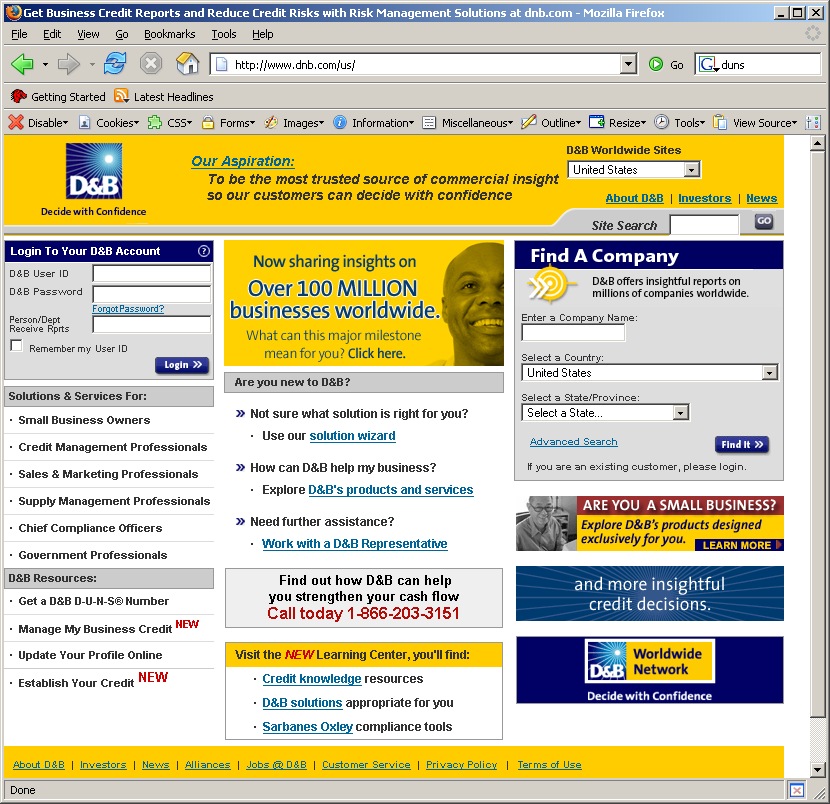 Get Business Credit Reports and Reduce Credit Risks with Risk Management Solutions at dnb.com - Mozilla Firefox
File Edit View Go Bookmarks Tools Help
http://www.dnb.com/us/ Go G duns
Getting Started Latest Headlines
Disable Cookies CSS Forms Images Information Miscellaneous Outline Resize Tools View Source
D&B
Decide with Confidence
Our Aspiration:
To be the most trusted source of commercial insight
so our customers can decide with confidence
D&B Worldwide Sites
United States
About D&B | Investors | News
Site Search GO
Login To Your D&B Account ?
D&B User ID
D&B Password
Forgot Password?
Person/Dept
Receive Rprts
Remember my User ID
Login »
Solutions & Services For:
· Small Business Owners
· Credit Management Professionals
· Sales & Marketing Professionals
· Supply Management Professionals
· Chief Compliance Officers
· Government Professionals
D&B Resources:
· Get a D&B D-U-N-S® Number
· Manage My Business Credit NEW
· Update Your Profile Online
· Establish Your Credit NEW
Now sharing insights on
Over 100 MILLION
businesses worldwide.
What can this major milestone
mean for you? Click here.
Are you new to D&B?
» Not sure what solution is right for you?
· Use our solution wizard
» How can D&B help my business?
· Explore D&B's products and services
» Need further assistance?
· Work with a D&B Representative
Find out how D&B can help
you strengthen your cash flow
Call today 1-866-203-3151
Visit the NEW Learning Center, you'll find:
· Credit knowledge resources
· D&B solutions appropriate for you
· Sarbanes Oxley compliance tools
Find A Company
D&B offers insightful reports on
millions of companies worldwide.
Enter a Company Name:
Select a Country:
United States
Select a State/Province:
Select a State...
Advanced Search Find It »
If you are an existing customer, please login.
ARE YOU A SMALL BUSINESS?
Explore D&B's products designed
exclusively for you.
LEARN MORE
and more insightful
credit decisions.
D&B Worldwide
Network
Decide with Confidence
About D&B | Investors | News | Alliances | Jobs @ D&B | Customer Service | Privacy Policy | Terms of Use
Done